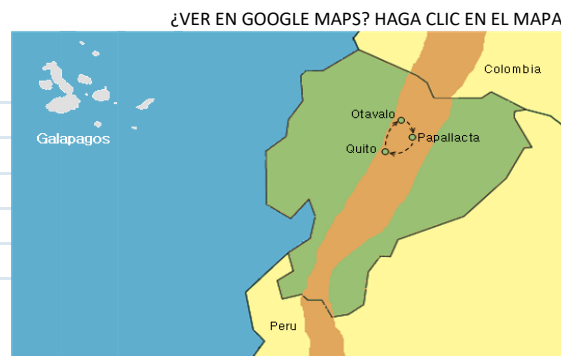 ¿VER EN GOOGLE MAPS? HAGA CLIC EN EL MAPA
Colombia
Otavalo
Papallacta
Quito
Galapagos
Peru